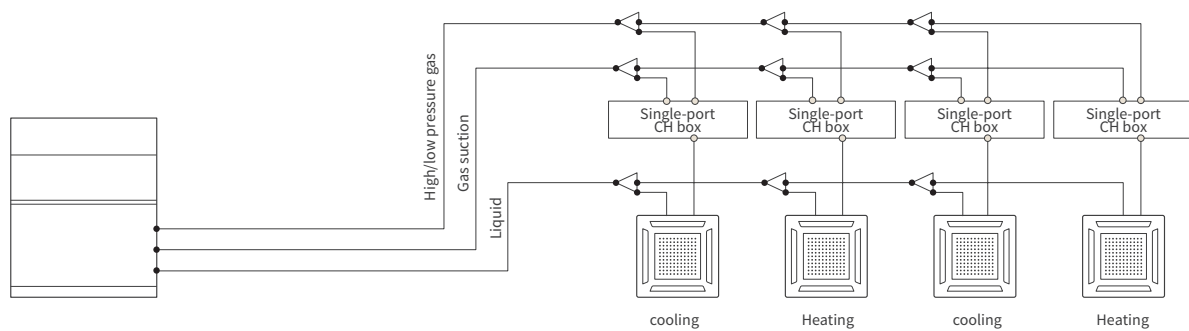 High/low pressure gas
Gas suction
Liquid
Single-port
CH box
Single-port
CH box
Single-port
CH box
Single-port
CH box
cooling
Heating
cooling
Heating